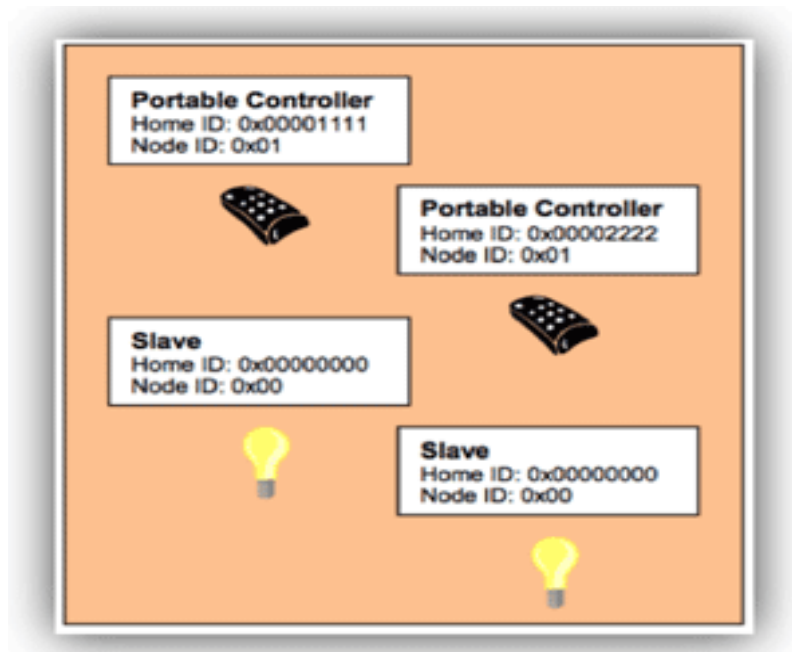 Portable Controller
Home ID: 0x00001111
Node ID: 0x01
Portable Controller
Home ID: 0x00002222
Node ID: 0x01
Slave
Home ID: 0x00000000
Node ID: 0x00
Slave
Home ID: 0x00000000
Node ID: 0x00